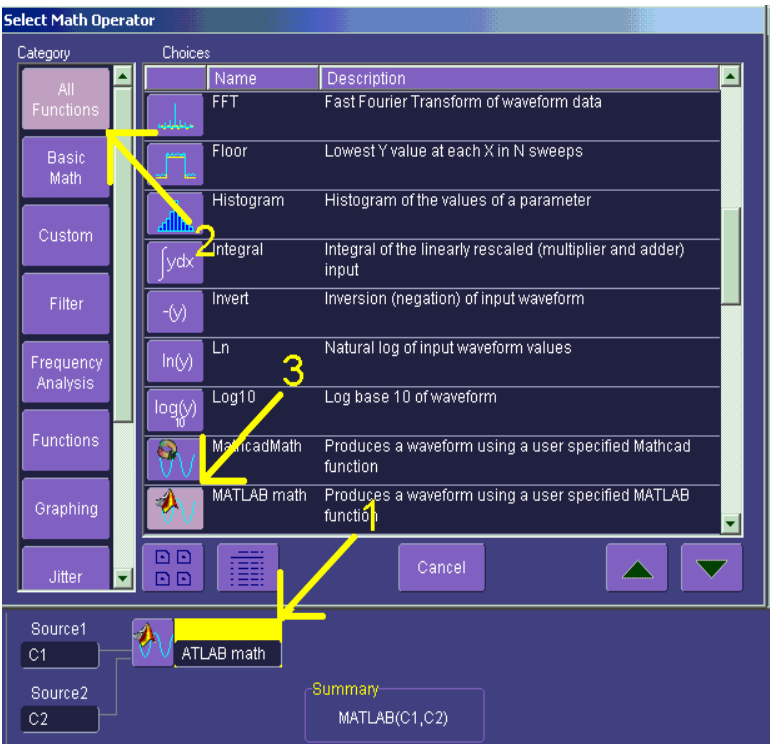 Select Math Operator
Category
Choices
All
Functions
Basic
Math
Custom
Filter
Frequency
Analysis
Functions
Graphing
Jitter
Name Description
FFT Fast Fourier Transform of waveform data
Floor Lowest Y value at each X in N sweeps
Histogram Histogram of the values of a parameter
∫ydx Integral Integral of the linearly rescaled (multiplier and adder)
input
-(y) Invert Inversion (negation) of input waveform
ln(y) Ln Natural log of input waveform values
log(y)
10
Log10 Log base 10 of waveform
MathcadMath Produces a waveform using a user specified Mathcad
function
MATLAB math Produces a waveform using a user specified MATLAB
function
2
3
1
Cancel
Source1
C1
ATLAB math
Source2
C2
Summary
MATLAB(C1,C2)